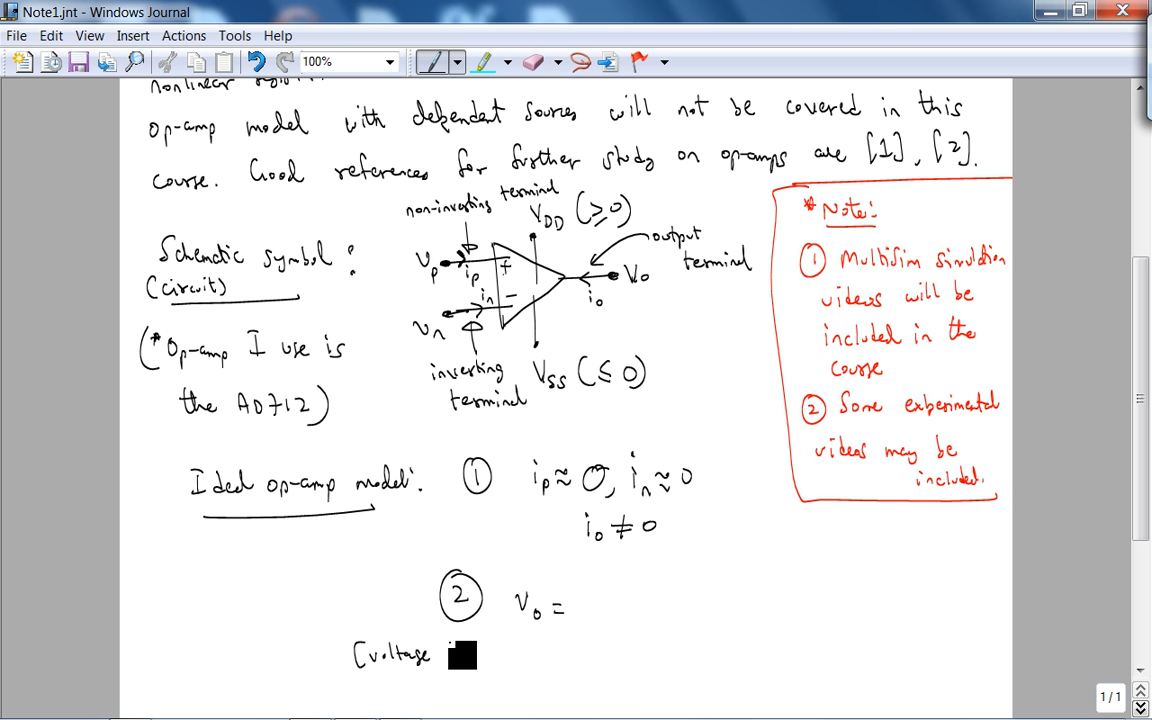 Note1.jnt - Windows Journal
File Edit View Insert Actions Tools Help
100%
nonlinear
op-amp model with dependent sources will not be covered in this
course. Good references for further study on op-amps are [1], [2].
non-inverting terminal
VDD (≥0)
output terminal
Schematic symbol:
(circuit)
vp
ip
+
in
−
vn
io
Vo
(*Op-amp I use is
the AD712)
inverting
terminal
VSS (≤ 0)
Ideal op-amp model: ① ip ≈ 0, in ≈ 0
io ≠ 0
② Vo =
(voltage
* Note:
① Multisim simulation
videos will be
included in the
course
② Some experimental
videos may be
included.
1 / 1